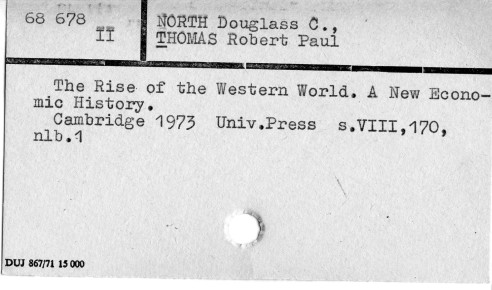 68 678
II
NORTH Douglass C.,
THOMAS Robert Paul
The Rise of the Western World. A New Econo-
mic History.
Cambridge 1973 Univ.Press s.VIII,170,
nlb.1
DUJ 867/71 15 000